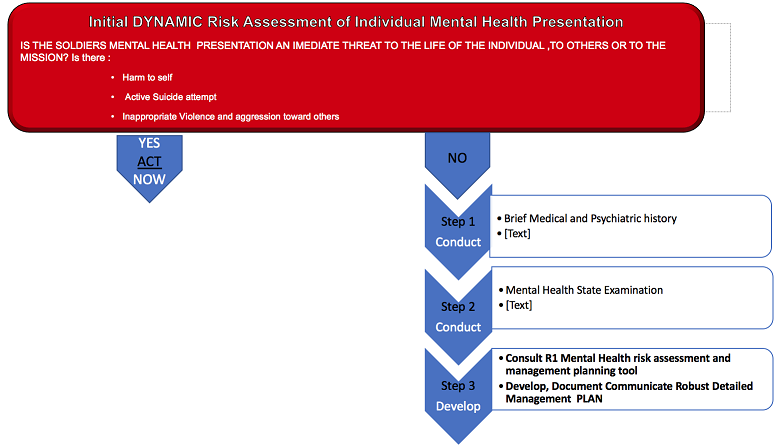 Initial DYNAMIC Risk Assessment of Individual Mental Health Presentation
IS THE SOLDIERS MENTAL HEALTH PRESENTATION AN IMEDIATE THREAT TO THE LIFE OF THE INDIVIDUAL ,TO OTHERS OR TO THE
MISSION? Is there :
• Harm to self
• Active Suicide attempt
• Inappropriate Violence and aggression toward others
YES
ACT
NOW
NO
Step 1
Conduct
• Brief Medical and Psychiatric history
• [Text]
Step 2
Conduct
• Mental Health State Examination
• [Text]
Step 3
Develop
• Consult R1 Mental Health risk assessment and
management planning tool
• Develop, Document Communicate Robust Detailed
Management PLAN